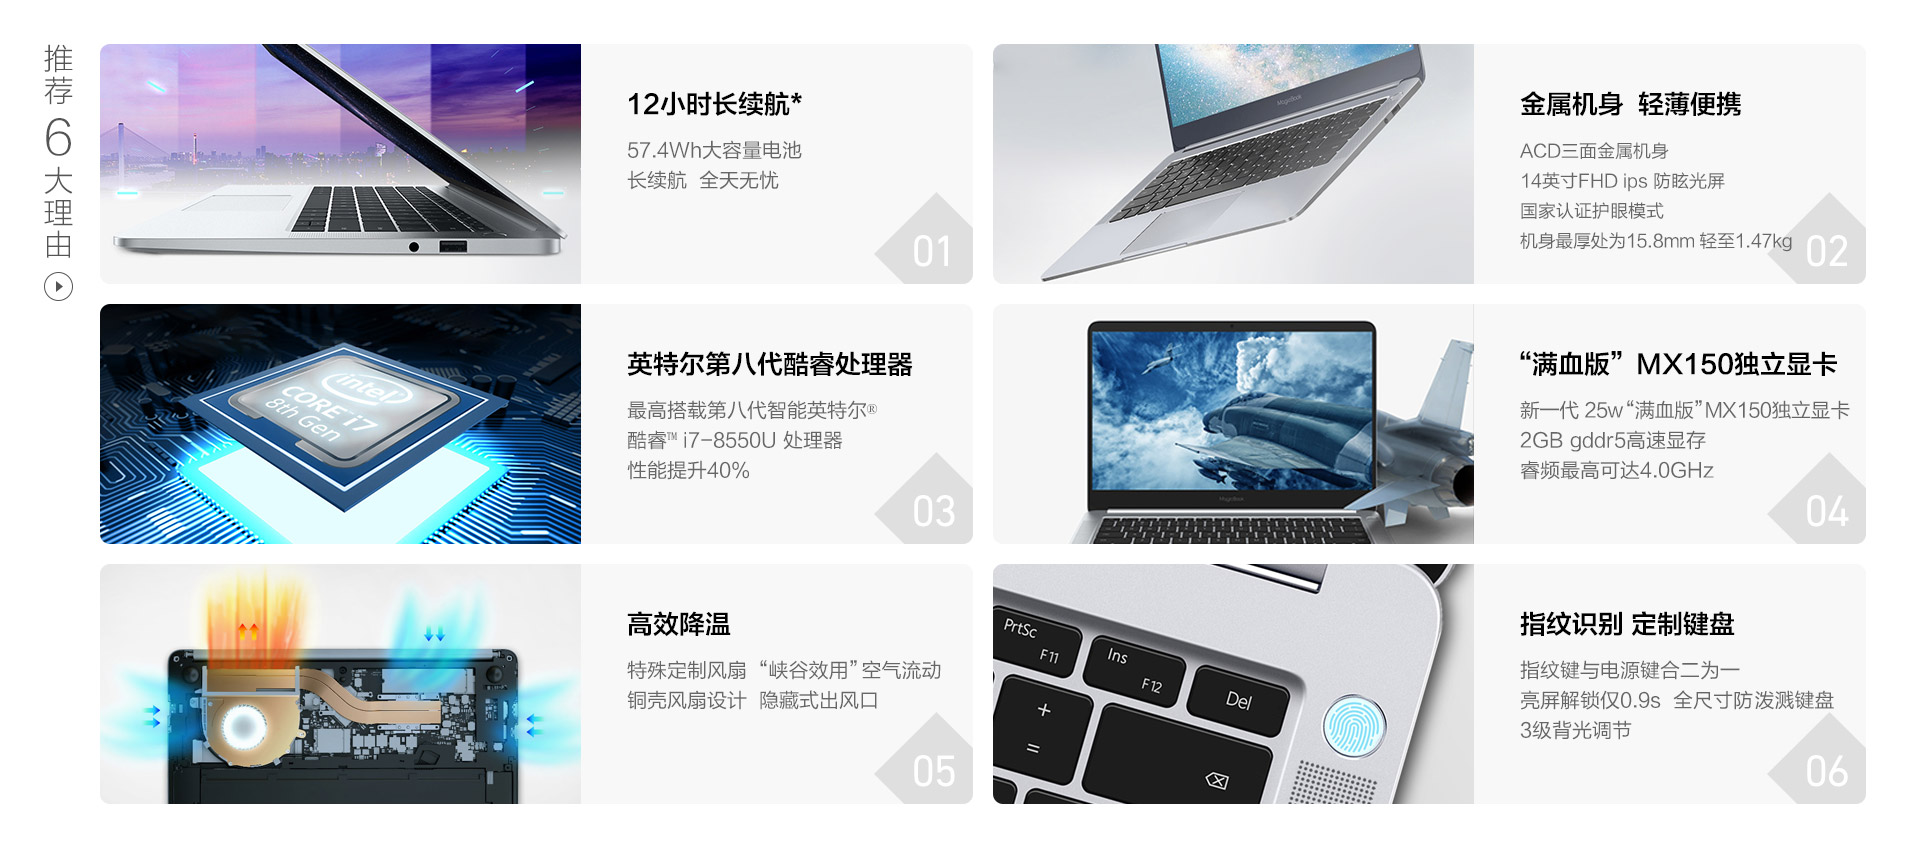 推荐6大理由
12小时长续航*
57.4Wh大容量电池
长续航 全天无忧
01
MagicBook
金属机身 轻薄便携
ACD三面金属机身
14英寸FHD ips 防眩光屏
国家认证护眼模式
机身最厚处为15.8mm 轻至1.47kg
02
intel
CORE™ i7
8th Gen
英特尔第八代酷睿处理器
最高搭载第八代智能英特尔®
酷睿™ i7-8550U 处理器
性能提升40%
03
MagicBook
“满血版” MX150独立显卡
新一代 25w “满血版”MX150独立显卡
2GB gddr5高速显存
睿频最高可达4.0GHz
04
高效降温
特殊定制风扇 “峡谷效用” 空气流动
铜壳风扇设计 隐藏式出风口
05
PrtSc
F11
Ins
F12
Del
+
=
指纹识别 定制键盘
指纹键与电源键合二为一
亮屏解锁仅0.9s 全尺寸防泼溅键盘
3级背光调节
06